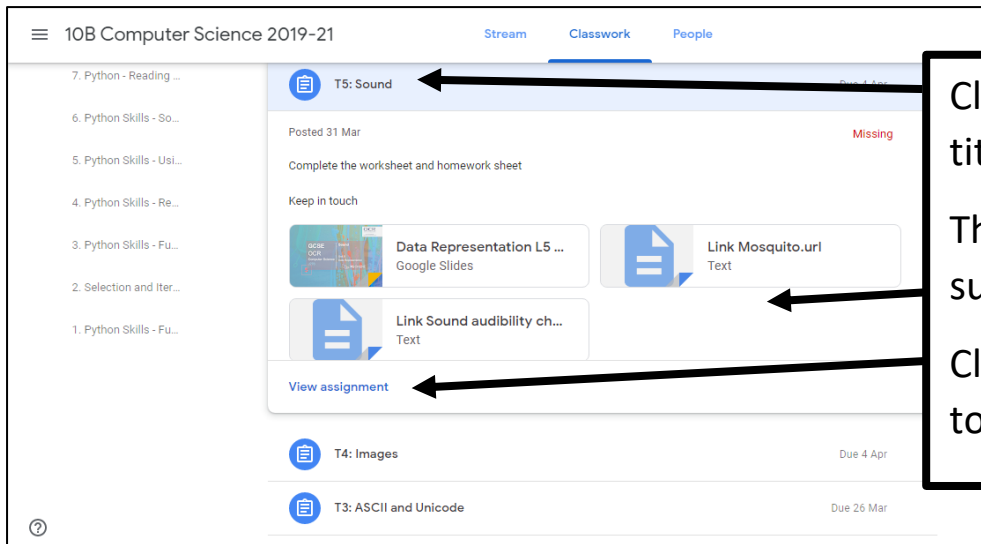 10B Computer Science 2019-21
Stream Classwork People
7. Python - Reading ...
6. Python Skills - So...
5. Python Skills - Usi...
4. Python Skills - Re...
3. Python Skills - Fu...
2. Selection and Iter...
1. Python Skills - Fu...
T5: Sound
Due 4 Apr
Posted 31 Mar
Missing
Complete the worksheet and homework sheet
Keep in touch
Data Representation L5 ...
Google Slides
Link Mosquito.url
Text
Link Sound audibility ch...
Text
View assignment
T4: Images
Due 4 Apr
T3: ASCII and Unicode
Due 26 Mar